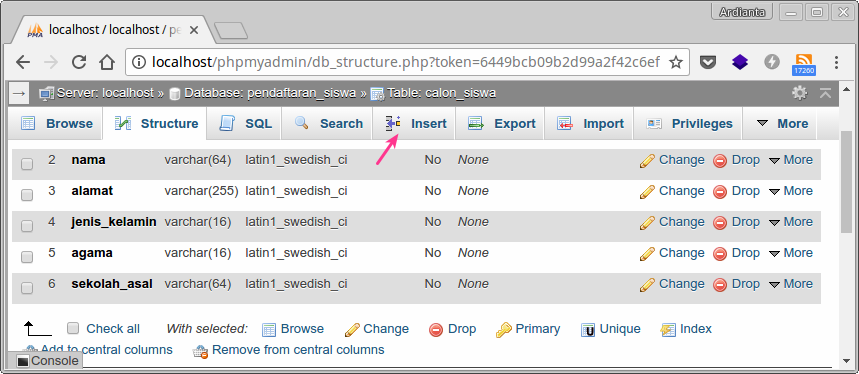 Ardianta
localhost / localhost / pe
localhost/phpmyadmin/db_structure.php?token=6449bcb09b2d99a2f42c6ef
17260
Server: localhost » Database: pendaftaran_siswa » Table: calon_siswa
Browse Structure SQL Search Insert Export Import Privileges More
2 nama varchar(64) latin1_swedish_ci No None Change Drop More
3 alamat varchar(255) latin1_swedish_ci No None Change Drop More
4 jenis_kelamin varchar(16) latin1_swedish_ci No None Change Drop More
5 agama varchar(16) latin1_swedish_ci No None Change Drop More
6 sekolah_asal varchar(64) latin1_swedish_ci No None Change Drop More
Check all With selected: Browse Change Drop Primary Unique Index
Add to central columns Remove from central columns
Console